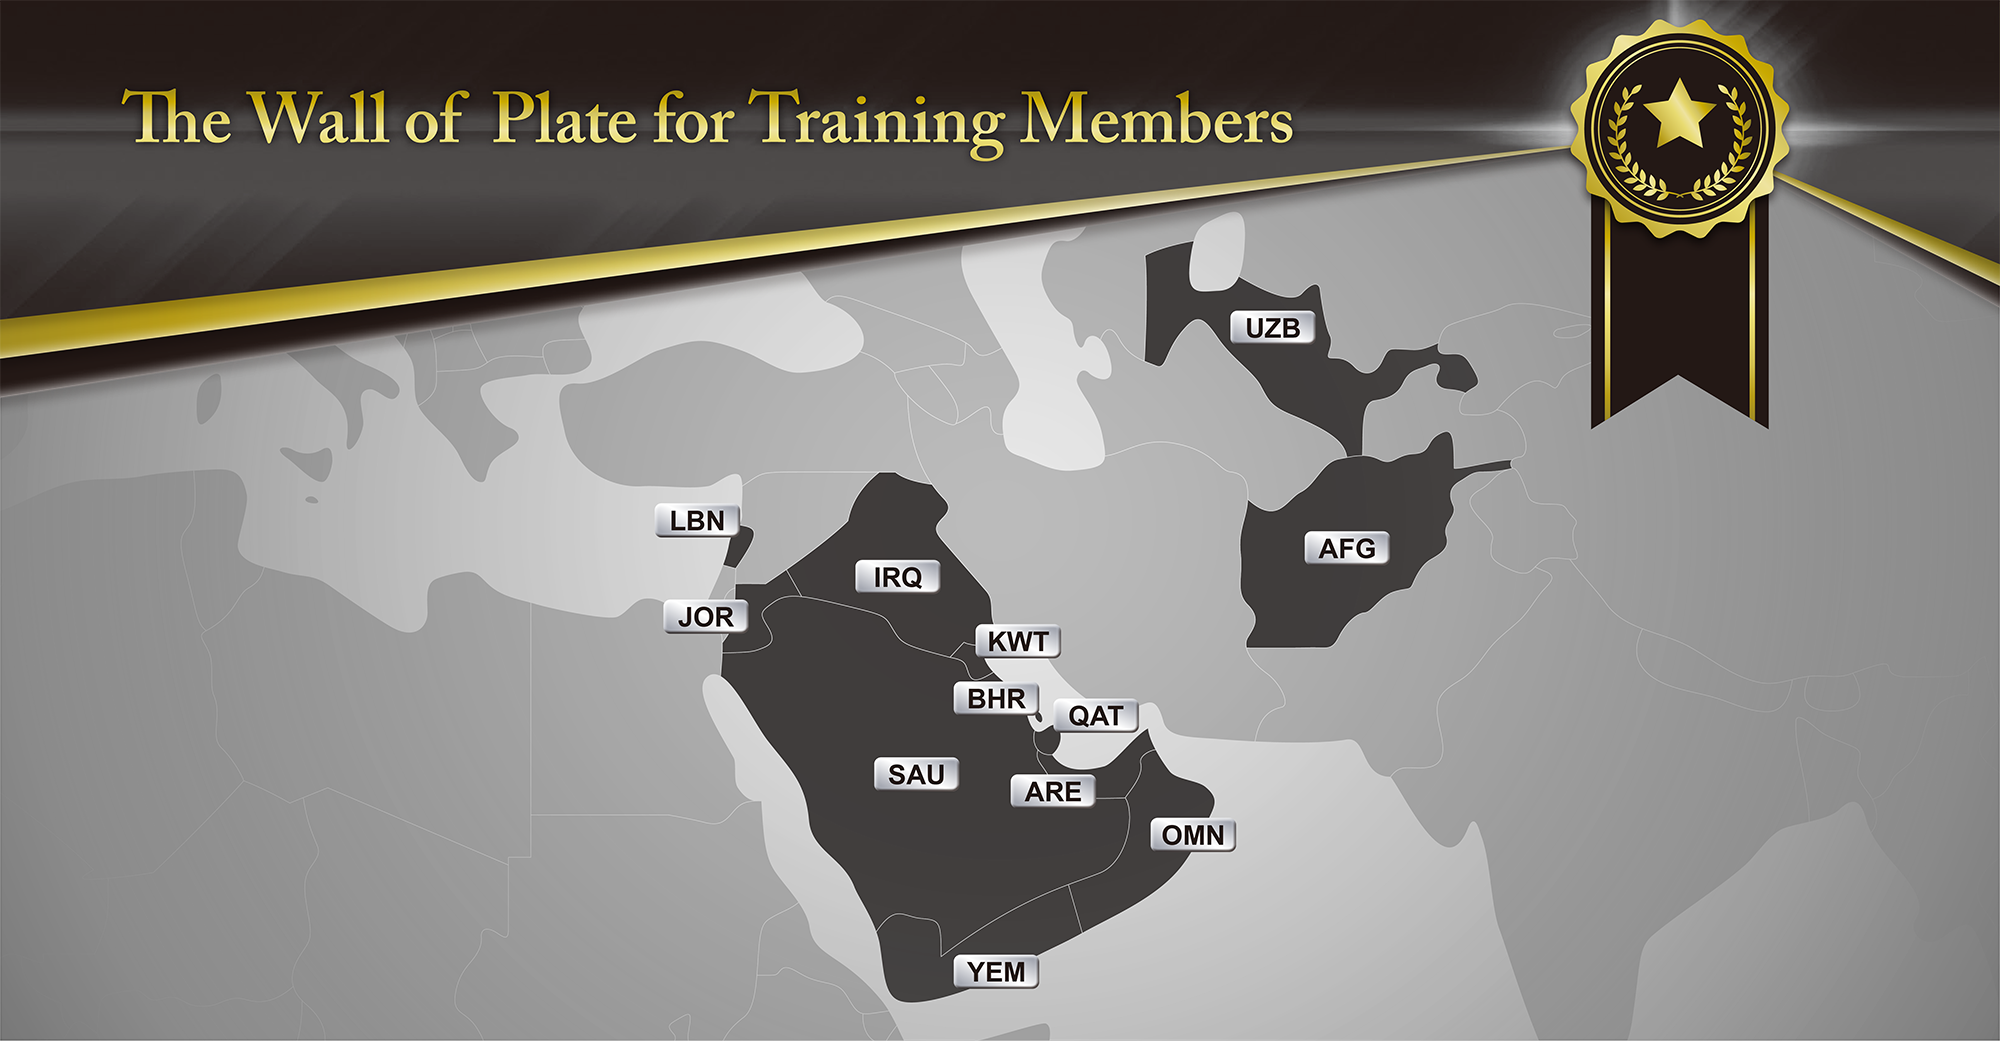 The Wall of Plate for Training Members
UZB
LBN
AFG
IRQ
JOR
KWT
BHR
QAT
SAU
ARE
OMN
YEM